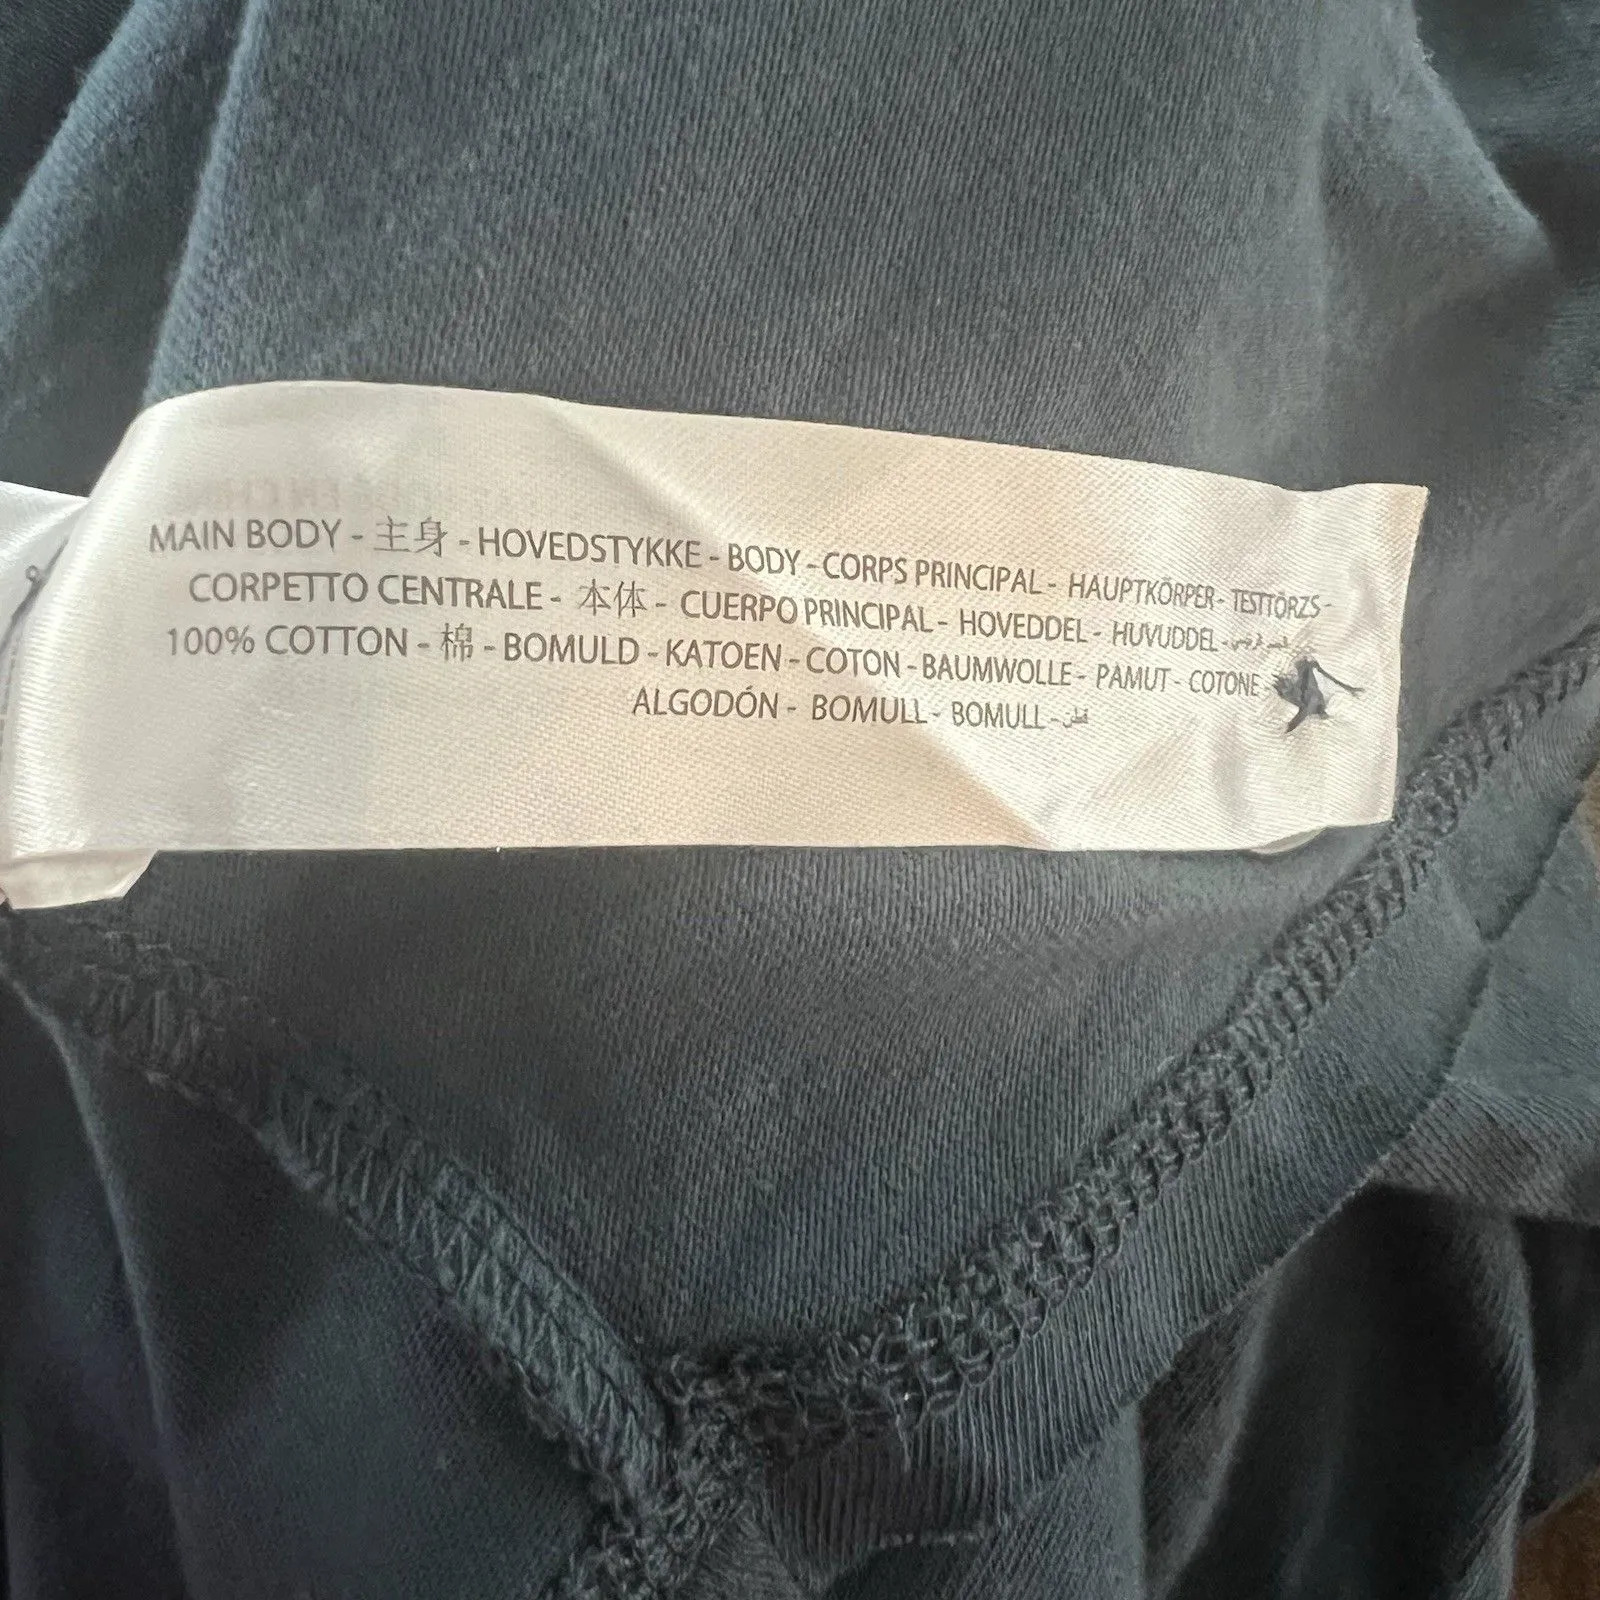 MAIN BODY - 主身 - HOVEDSTYKKE - BODY - CORPS PRINCIPAL - HAUPTKÖRPER - TESTTÖRZS -
CORPETTO CENTRALE - 本体 - CUERPO PRINCIPAL - HOVEDDEL - HUVUDDEL -
100% COTTON - 棉 - BOMULD - KATOEN - COTON - BAUMWOLLE - PAMUT - COTONE -
ALGODÓN - BOMULL - BOMULL - قطن